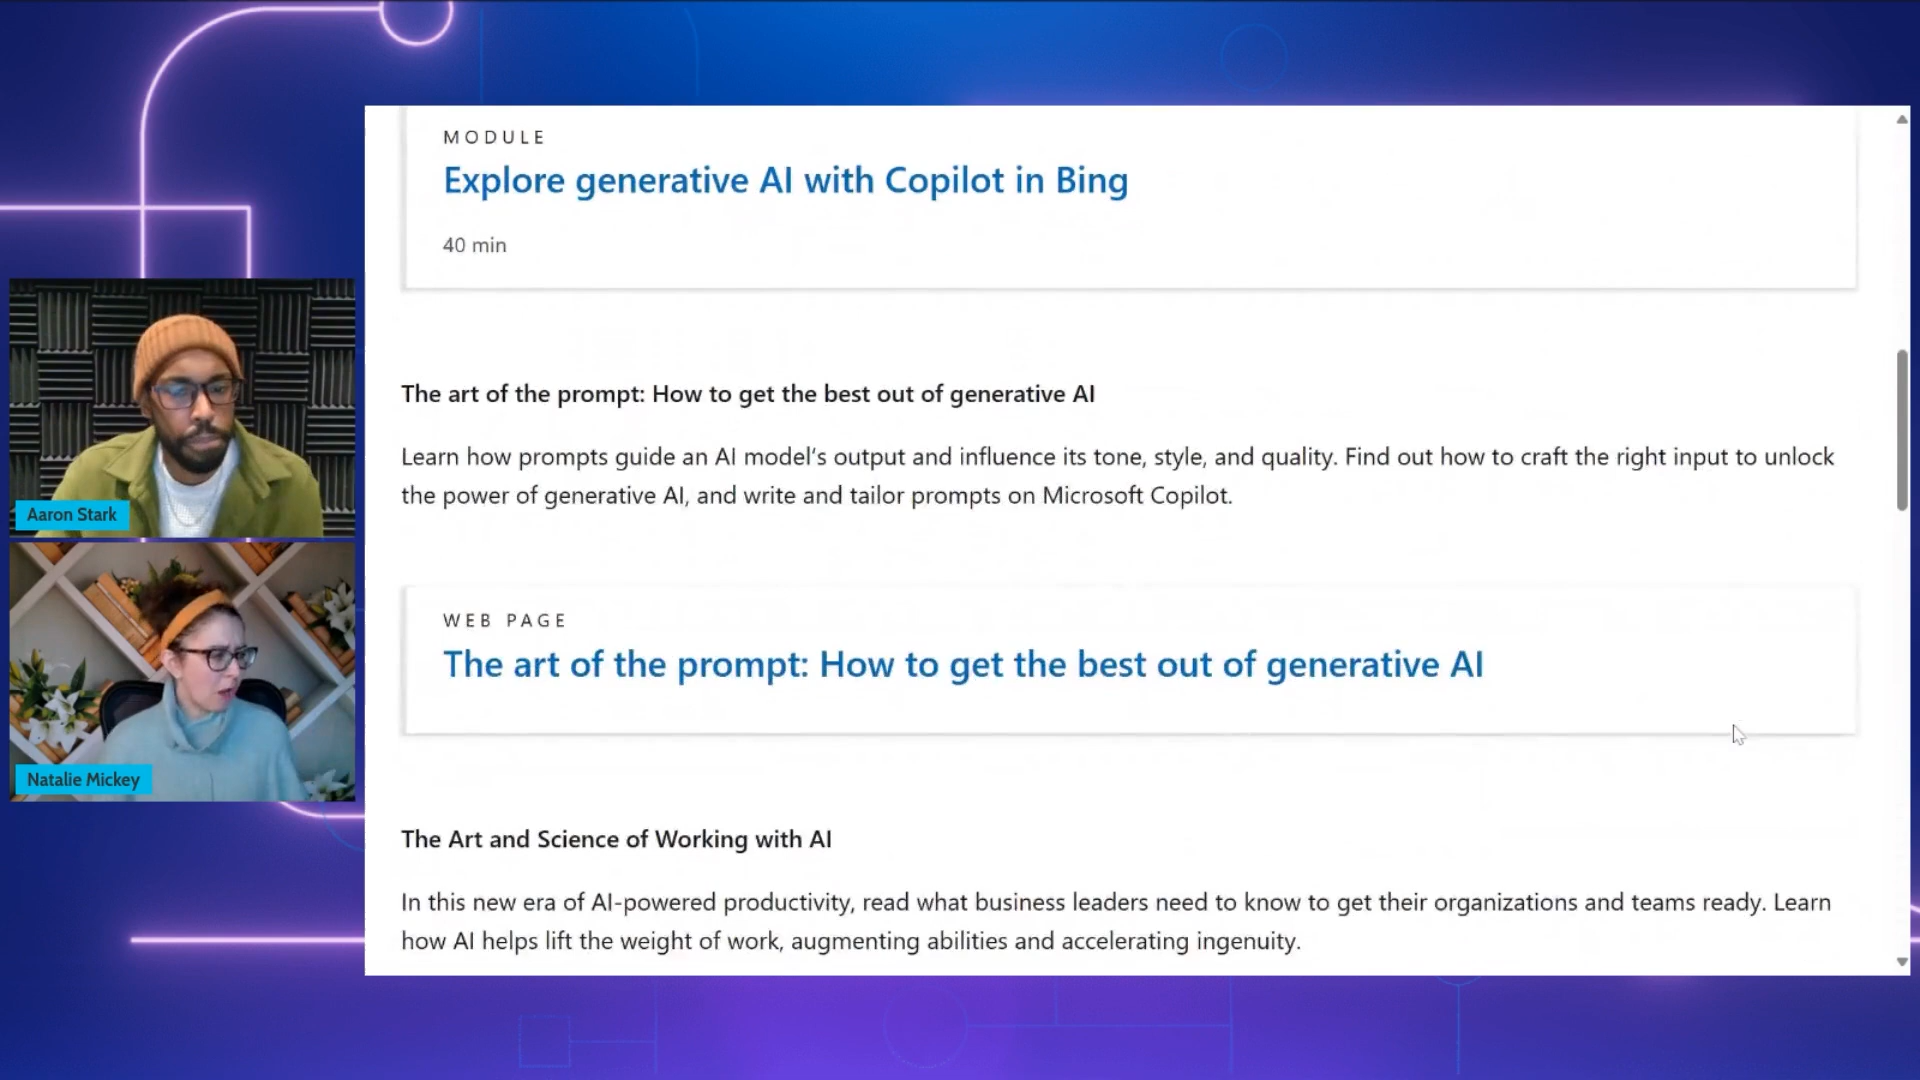 MODULE
Explore generative AI with Copilot in Bing
40 min
The art of the prompt: How to get the best out of generative AI
Learn how prompts guide an AI model's output and influence its tone, style, and quality. Find out how to craft the right input to unlock
the power of generative AI, and write and tailor prompts on Microsoft Copilot.
WEB PAGE
The art of the prompt: How to get the best out of generative AI
The Art and Science of Working with AI
In this new era of AI-powered productivity, read what business leaders need to know to get their organizations and teams ready. Learn
how AI helps lift the weight of work, augmenting abilities and accelerating ingenuity.
Aaron Stark
Natalie Mickey